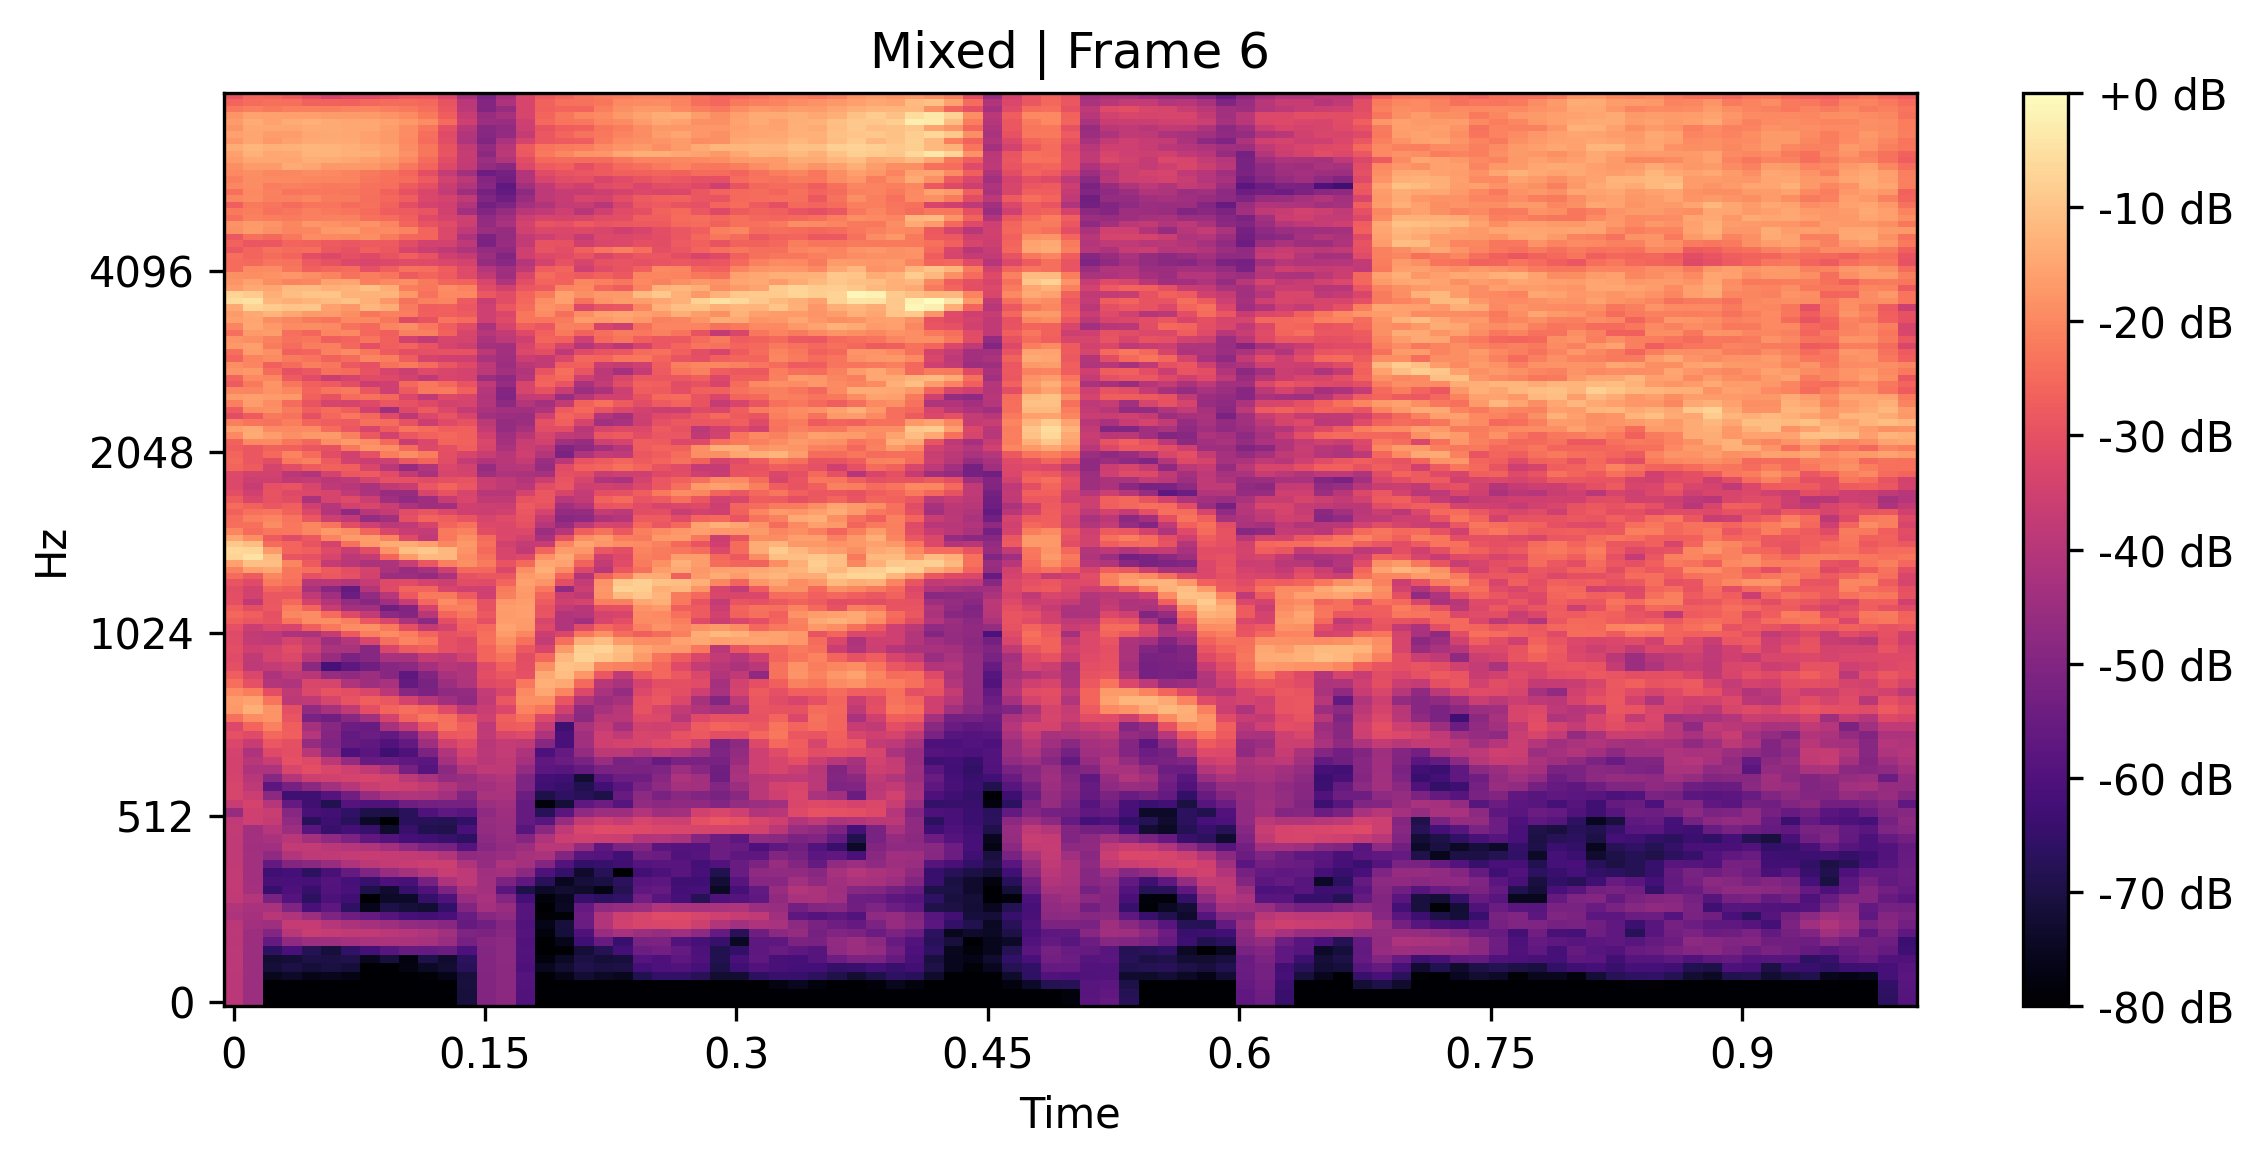 Mixed | Frame 6
+0 dB
-10 dB
-20 dB
-30 dB
-40 dB
-50 dB
-60 dB
-70 dB
-80 dB
Hz
4096
2048
1024
512
0
0
0.15
0.3
0.45
0.6
0.75
0.9
Time